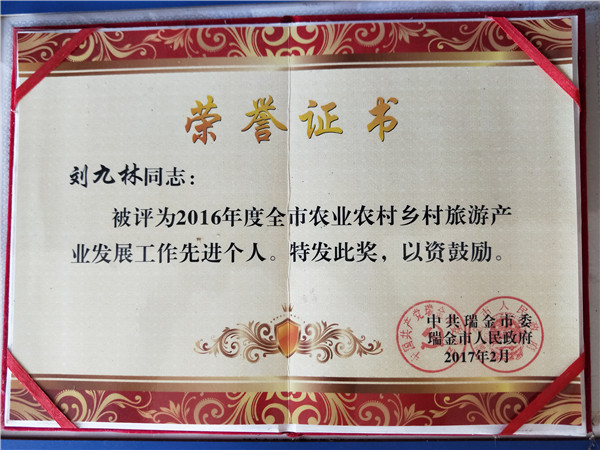 荣誉证书
刘九林同志：
被评为2016年度全市农业农村乡村旅游产
业发展工作先进个人。特发此奖，以资鼓励。
中共瑞金市委
瑞金市人民政府
2017年2月